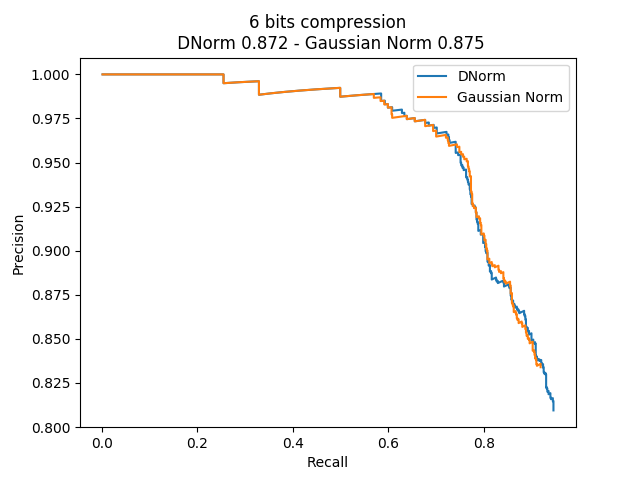 6 bits compression
DNorm 0.872 - Gaussian Norm 0.875
DNorm
Gaussian Norm
Precision
1.000
0.975
0.950
0.925
0.900
0.875
0.850
0.825
0.800
0.0
0.2
0.4
0.6
0.8
Recall